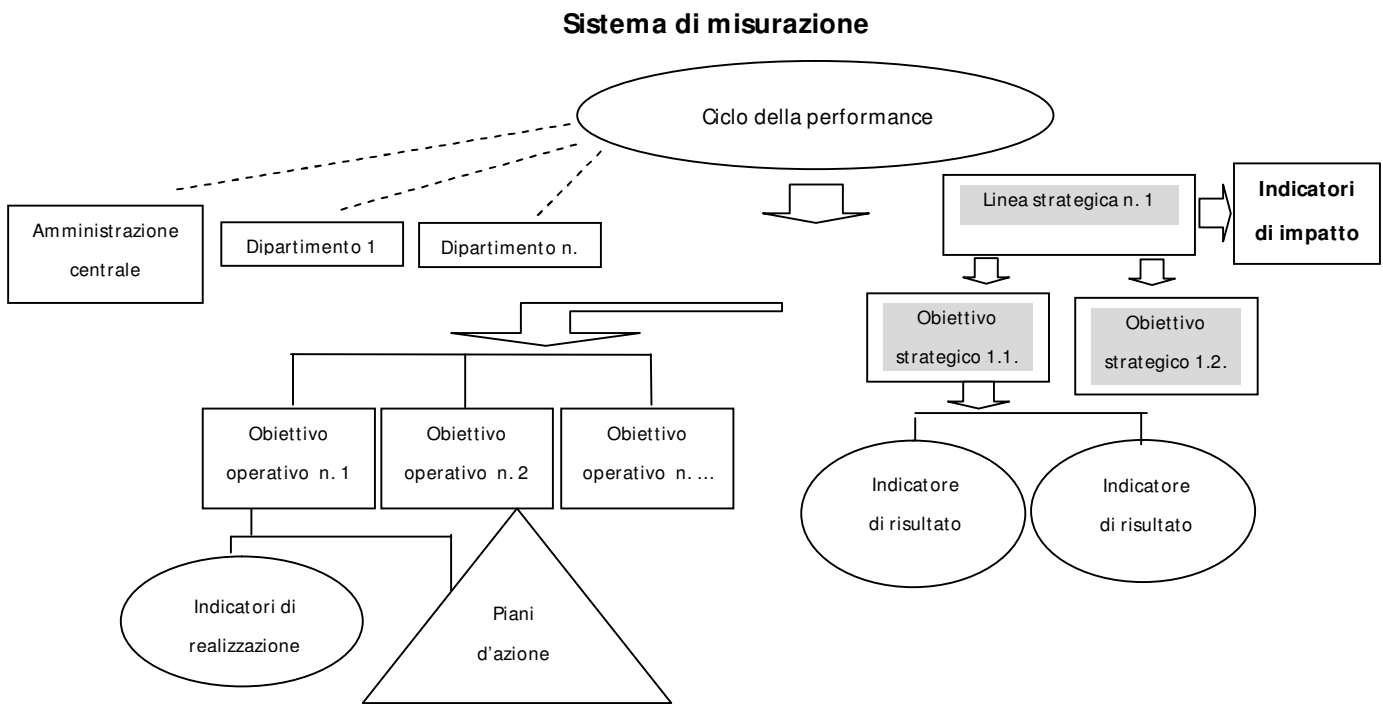 Sistema di misurazione
Ciclo della performance
Amministrazione
centrale
Dipartimento 1
Dipartimento n.
Linea strategica n. 1
Indicatori
di impatto
Obiettivo
strategico 1.1.
Obiettivo
strategico 1.2.
Obiettivo
operativo n. 1
Obiettivo
operativo n. 2
Obiettivo
operativo n. ...
Indicatore
di risultato
Indicatore
di risultato
Indicatori di
realizzazione
Piani
d'azione